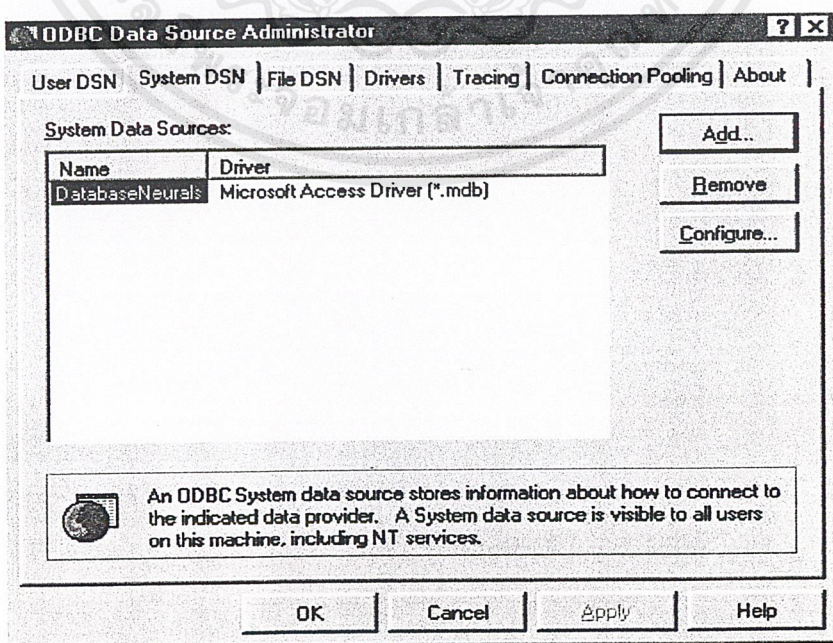 ODBC Data Source Administrator
User DSN System DSN File DSN Drivers Tracing Connection Pooling About
System Data Sources:
Add...
Name Driver
DatabaseNeurals Microsoft Access Driver (*.mdb)
Remove
Configure...
An ODBC System data source stores information about how to connect to
the indicated data provider. A System data source is visible to all users
on this machine, including NT services.
OK Cancel Apply Help